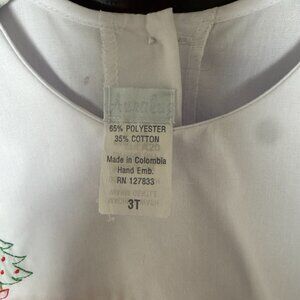 65% POLYESTER
35% COTTON
Made in Colombia
Hand Emb.
RN 127833
3T